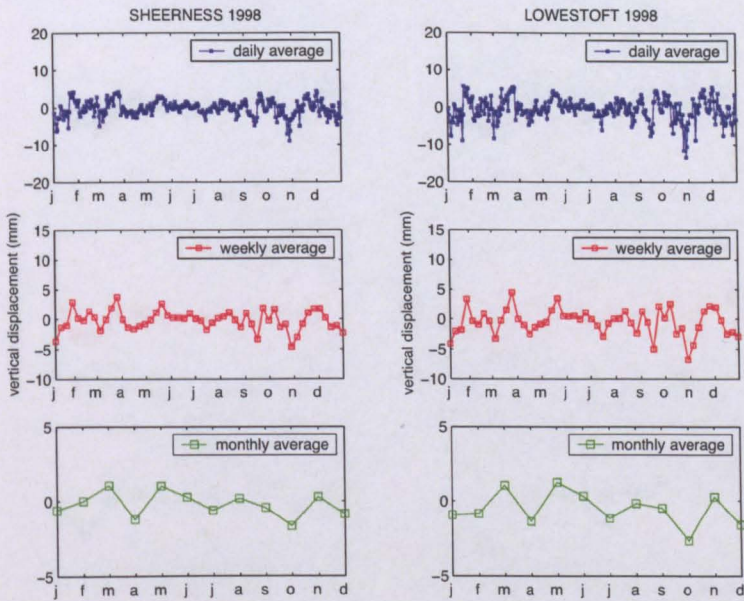 SHEERNESS 1998
20
10
0
−10
−20
daily average
j f m a m j j a s o n d
LOWESTOFT 1998
20
10
0
−10
−20
daily average
j f m a m j j a s o n d
vertical displacement (mm)
15
10
5
0
−5
−10
weekly average
j f m a m j j a s o n d
vertical displacement (mm)
15
10
5
0
−5
−10
weekly average
j f m a m j j a s o n d
5
0
−5
monthly average
j f m a m j j a s o n d
5
0
−5
monthly average
j f m a m j j a s o n d